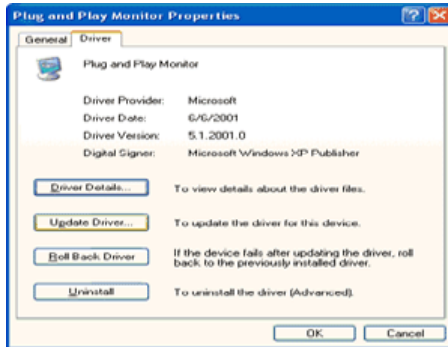 Plug and Play Monitor Properties
General Driver
Plug and Play Monitor
Driver Provider: Microsoft
Driver Date: 6/6/2001
Driver Version: 5.1.2001.0
Digital Signer: Microsoft Windows XP Publisher
Driver Details... To view details about the driver files.
Update Driver... To update the driver for this device.
Roll Back Driver If the device fails after updating the driver, roll
back to the previously installed driver.
Uninstall To uninstall the driver (Advanced).
OK Cancel